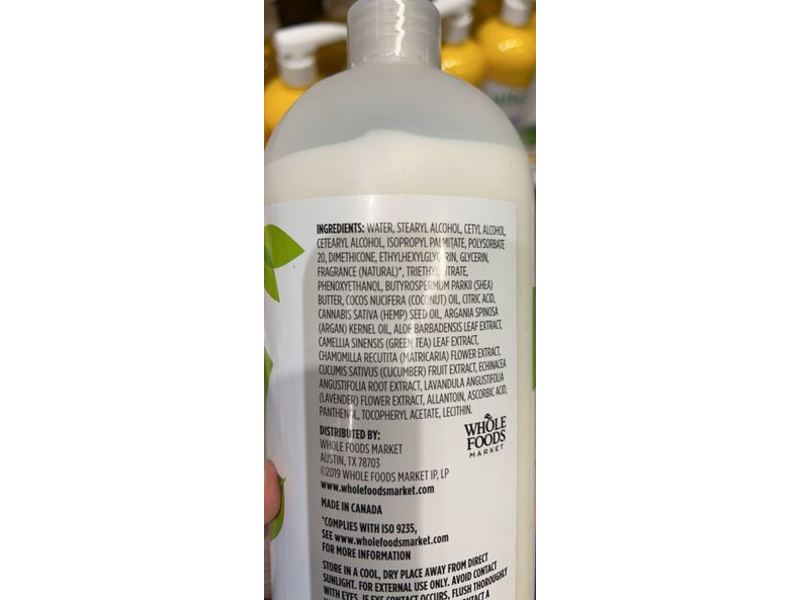 INGREDIENTS: WATER, STEARYL ALCOHOL, CETYL ALCOHOL,
CETEARYL ALCOHOL, ISOPROPYL PALMITATE, POLYSORBATE
20, DIMETHICONE, ETHYLHEXYLGLYCERIN, GLYCERIN,
FRAGRANCE (NATURAL)*, TRIETHYL CITRATE,
PHENOXYETHANOL, BUTYROSPERMUM PARKII (SHEA)
BUTTER, COCOS NUCIFERA (COCONUT) OIL, CITRIC ACID,
CANNABIS SATIVA (HEMP) SEED OIL, ARGANIA SPINOSA
(ARGAN) KERNEL OIL, ALOE BARBADENSIS LEAF EXTRACT,
CAMELLIA SINENSIS (GREEN TEA) LEAF EXTRACT,
CHAMOMILLA RECUTITA (MATRICARIA) FLOWER EXTRACT,
CUCUMIS SATIVUS (CUCUMBER) FRUIT EXTRACT, ECHINACEA
ANGUSTIFOLIA ROOT EXTRACT, LAVANDULA ANGUSTIFOLIA
(LAVENDER) FLOWER EXTRACT, ALLANTOIN, ASCORBIC ACID,
PANTHENOL, TOCOPHERYL ACETATE, LECITHIN.
DISTRIBUTED BY:
WHOLE FOODS MARKET
AUSTIN, TX 78703
©2019 WHOLE FOODS MARKET IP, LP
www.wholefoodsmarket.com
WHOLE
FOODS
MARKET
MADE IN CANADA
*COMPLIES WITH ISO 9235,
SEE www.wholefoodsmarket.com
FOR MORE INFORMATION
STORE IN A COOL, DRY PLACE AWAY FROM DIRECT
SUNLIGHT. FOR EXTERNAL USE ONLY. AVOID CONTACT
WITH EYES. IF EYE CONTACT OCCURS, FLUSH THOROUGHLY